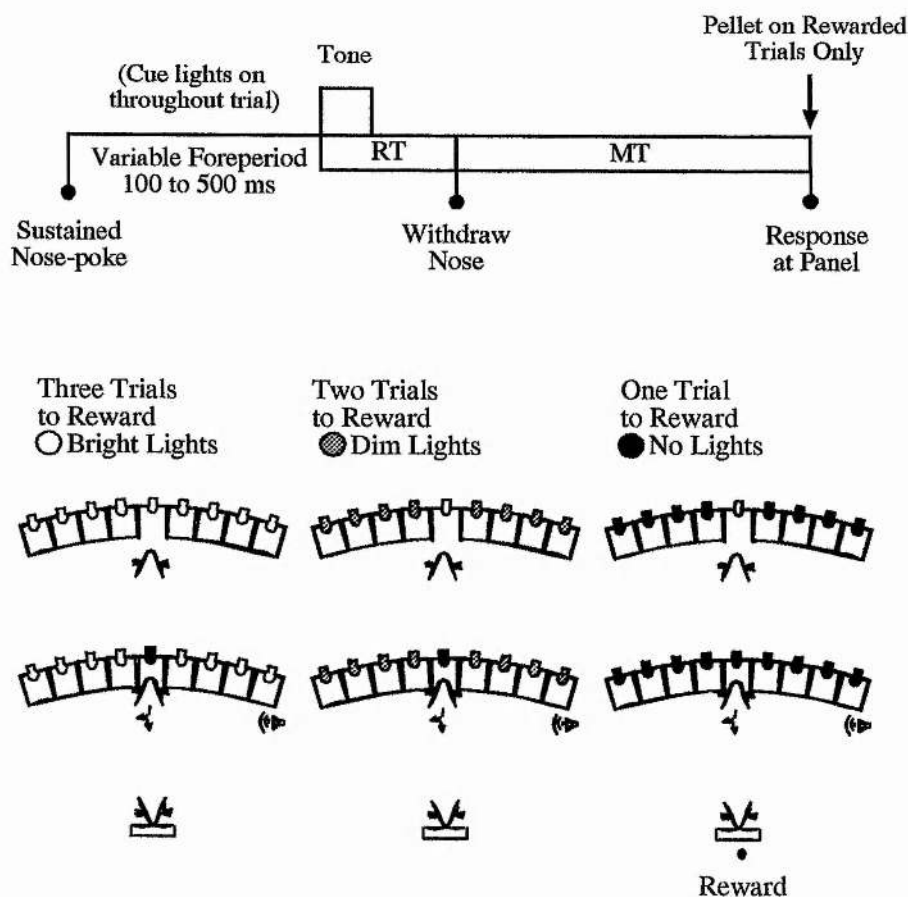 Pellet on Rewarded
Trials Only
Tone
(Cue lights on
throughout trial)
RT
MT
Variable Foreperiod
100 to 500 ms
Sustained
Nose-poke
Withdraw
Nose
Response
at Panel
Three Trials
to Reward
Bright Lights
Two Trials
to Reward
Dim Lights
One Trial
to Reward
No Lights
Reward